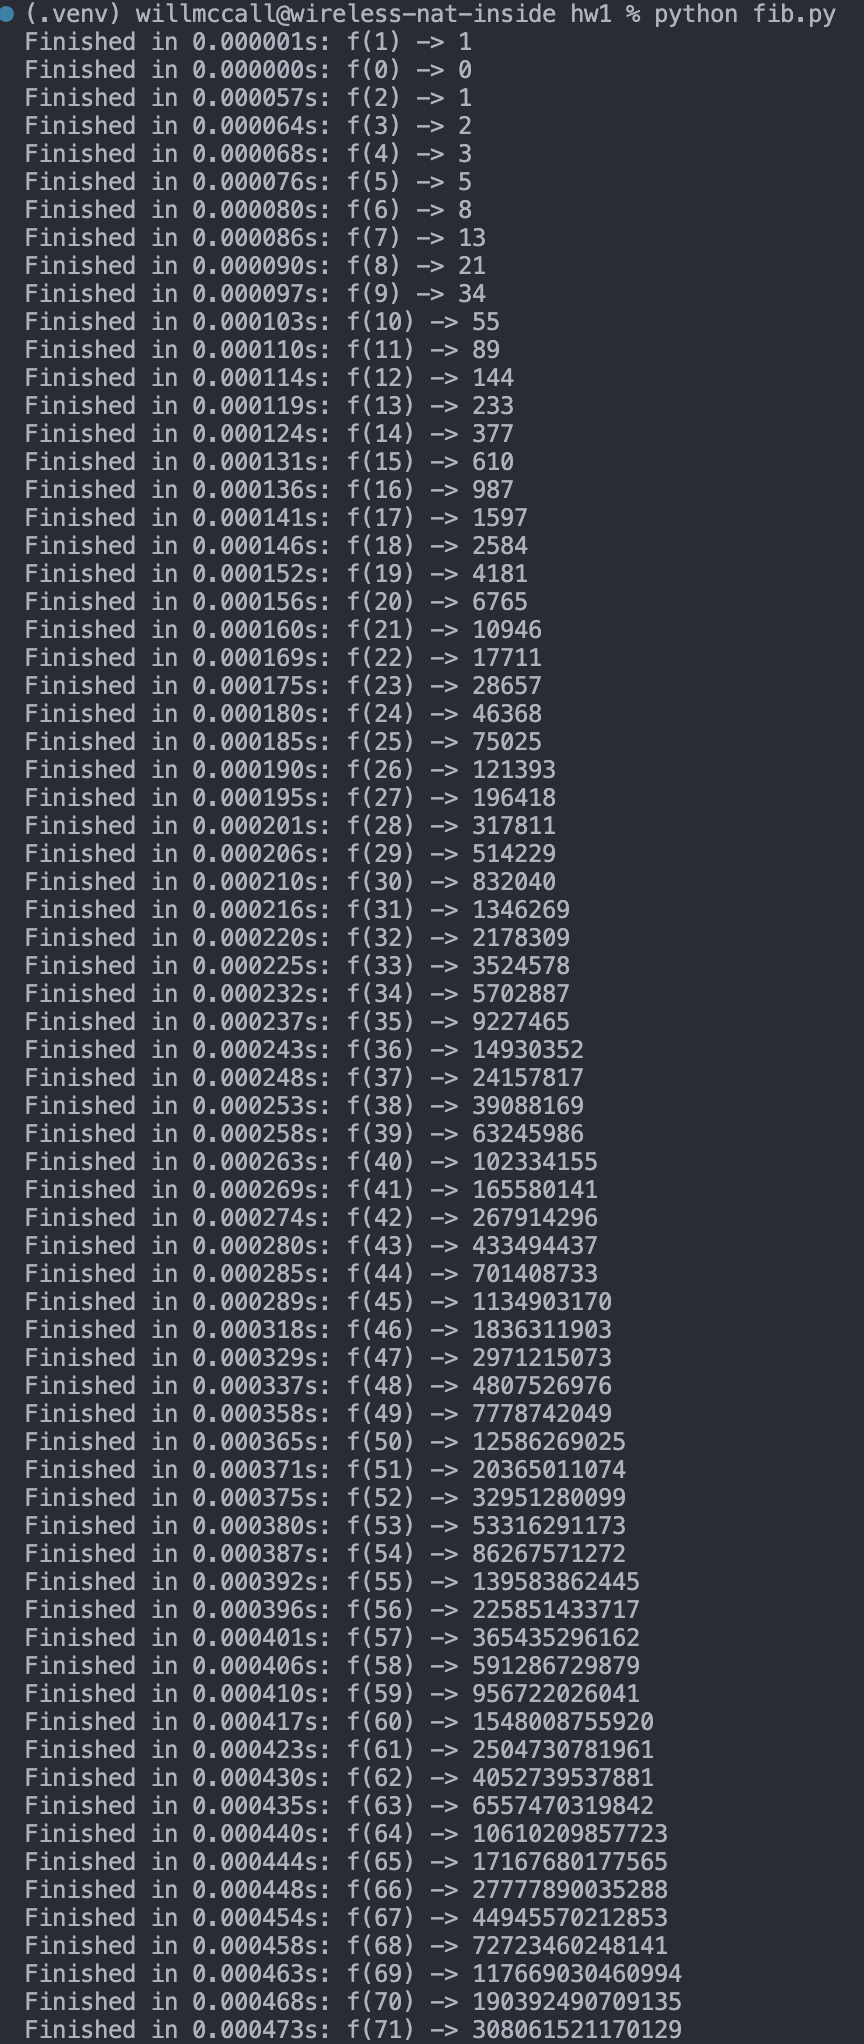 (.venv) willmccall@wireless-nat-inside hw1 % python fib.py
Finished in 0.000001s: f(1) -> 1
Finished in 0.000000s: f(0) -> 0
Finished in 0.000057s: f(2) -> 1
Finished in 0.000064s: f(3) -> 2
Finished in 0.000068s: f(4) -> 3
Finished in 0.000076s: f(5) -> 5
Finished in 0.000080s: f(6) -> 8
Finished in 0.000086s: f(7) -> 13
Finished in 0.000090s: f(8) -> 21
Finished in 0.000097s: f(9) -> 34
Finished in 0.000103s: f(10) -> 55
Finished in 0.000110s: f(11) -> 89
Finished in 0.000114s: f(12) -> 144
Finished in 0.000119s: f(13) -> 233
Finished in 0.000124s: f(14) -> 377
Finished in 0.000131s: f(15) -> 610
Finished in 0.000136s: f(16) -> 987
Finished in 0.000141s: f(17) -> 1597
Finished in 0.000146s: f(18) -> 2584
Finished in 0.000152s: f(19) -> 4181
Finished in 0.000156s: f(20) -> 6765
Finished in 0.000160s: f(21) -> 10946
Finished in 0.000169s: f(22) -> 17711
Finished in 0.000175s: f(23) -> 28657
Finished in 0.000180s: f(24) -> 46368
Finished in 0.000185s: f(25) -> 75025
Finished in 0.000190s: f(26) -> 121393
Finished in 0.000195s: f(27) -> 196418
Finished in 0.000201s: f(28) -> 317811
Finished in 0.000206s: f(29) -> 514229
Finished in 0.000210s: f(30) -> 832040
Finished in 0.000216s: f(31) -> 1346269
Finished in 0.000220s: f(32) -> 2178309
Finished in 0.000225s: f(33) -> 3524578
Finished in 0.000232s: f(34) -> 5702887
Finished in 0.000237s: f(35) -> 9227465
Finished in 0.000243s: f(36) -> 14930352
Finished in 0.000248s: f(37) -> 24157817
Finished in 0.000253s: f(38) -> 39088169
Finished in 0.000258s: f(39) -> 63245986
Finished in 0.000263s: f(40) -> 102334155
Finished in 0.000269s: f(41) -> 165580141
Finished in 0.000274s: f(42) -> 267914296
Finished in 0.000280s: f(43) -> 433494437
Finished in 0.000285s: f(44) -> 701408733
Finished in 0.000289s: f(45) -> 1134903170
Finished in 0.000318s: f(46) -> 1836311903
Finished in 0.000329s: f(47) -> 2971215073
Finished in 0.000337s: f(48) -> 4807526976
Finished in 0.000358s: f(49) -> 7778742049
Finished in 0.000365s: f(50) -> 12586269025
Finished in 0.000371s: f(51) -> 20365011074
Finished in 0.000375s: f(52) -> 32951280099
Finished in 0.000380s: f(53) -> 53316291173
Finished in 0.000387s: f(54) -> 86267571272
Finished in 0.000392s: f(55) -> 139583862445
Finished in 0.000396s: f(56) -> 225851433717
Finished in 0.000401s: f(57) -> 365435296162
Finished in 0.000406s: f(58) -> 591286729879
Finished in 0.000410s: f(59) -> 956722026041
Finished in 0.000417s: f(60) -> 1548008755920
Finished in 0.000423s: f(61) -> 2504730781961
Finished in 0.000430s: f(62) -> 4052739537881
Finished in 0.000435s: f(63) -> 6557470319842
Finished in 0.000440s: f(64) -> 10610209857723
Finished in 0.000444s: f(65) -> 17167680177565
Finished in 0.000448s: f(66) -> 27777890035288
Finished in 0.000454s: f(67) -> 44945570212853
Finished in 0.000458s: f(68) -> 72723460248141
Finished in 0.000463s: f(69) -> 117669030460994
Finished in 0.000468s: f(70) -> 190392490709135
Finished in 0.000473s: f(71) -> 308061521170129